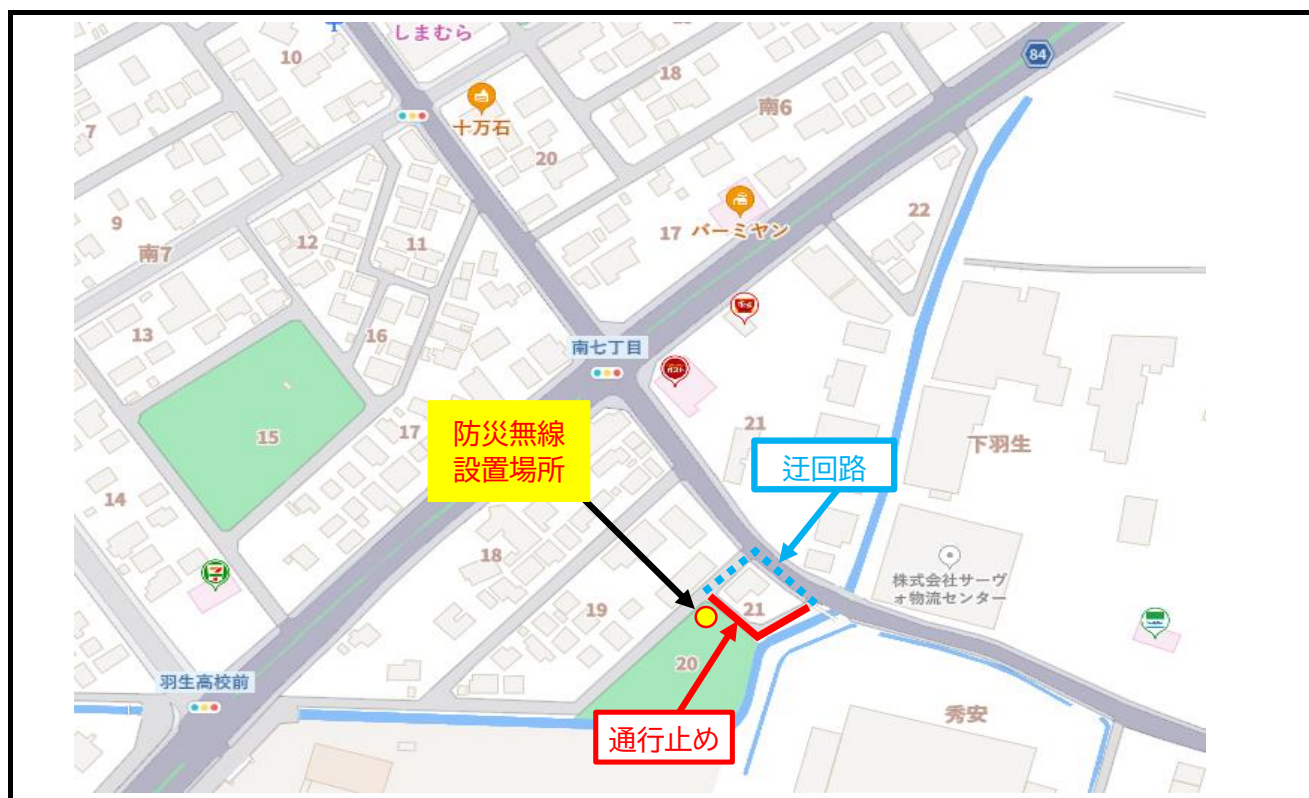 しまむら
10
18
84
7
十万石
南6
20
9
22
12
11
17
バーミヤン
南7
13
16
南七丁目
ガスト
15
17
防災無線
設置場所
21
迂回路
下羽生
14
18
株式会社サーヴ
ォ物流センター
19
21
20
羽生高校前
通行止め
秀安